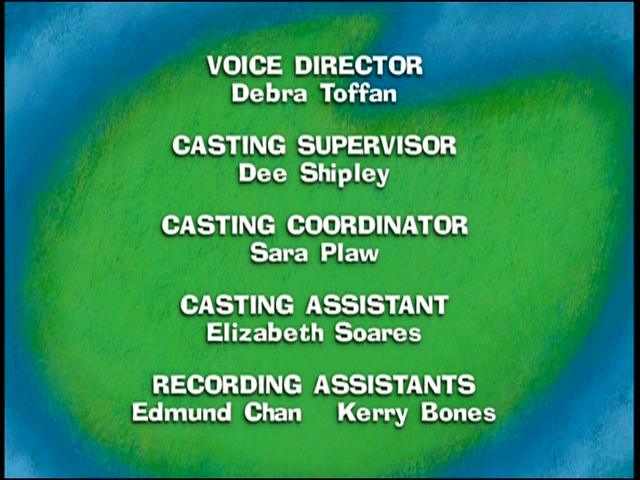 VOICE DIRECTOR
Debra Toffan
CASTING SUPERVISOR
Dee Shipley
CASTING COORDINATOR
Sara Plaw
CASTING ASSISTANT
Elizabeth Soares
RECORDING ASSISTANTS
Edmund Chan Kerry Bones